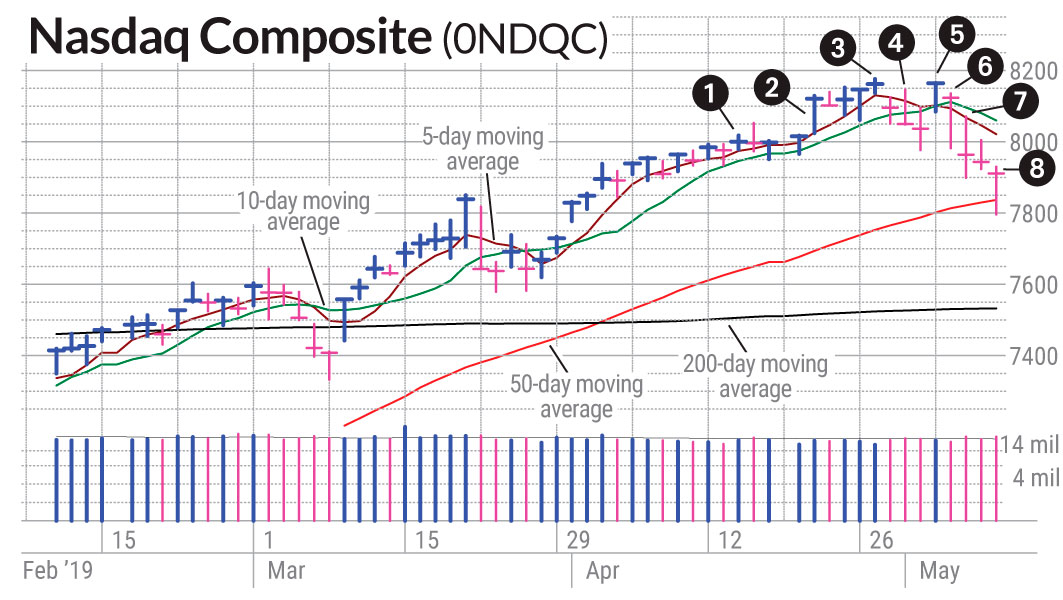 Nasdaq Composite (0NDQC)
3
4
5
6
8200
1
2
7
5-day moving
average
8000
8
10-day moving
average
7800
7600
7400
200-day moving
average
50-day moving
average
14 mil
4 mil
15
1
15
29
12
26
Feb '19
Mar
Apr
May